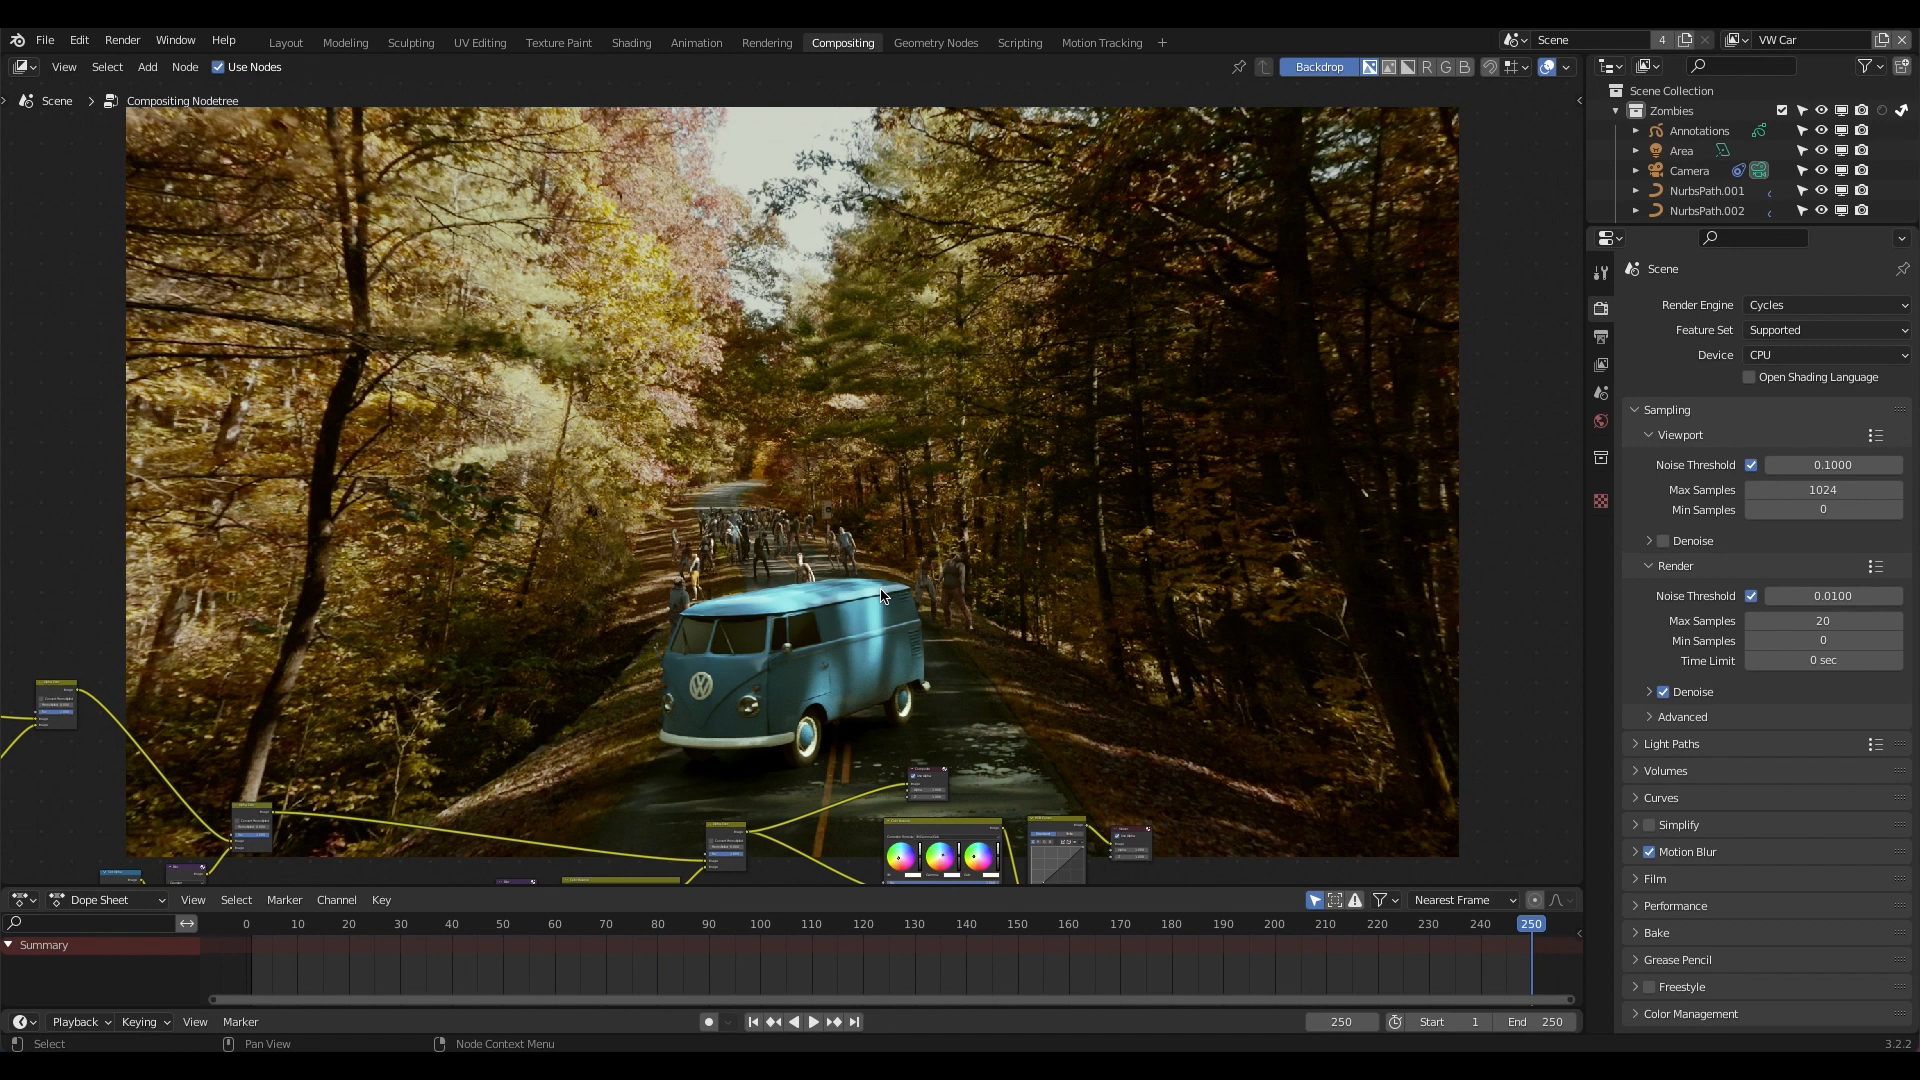 File Edit Render Window Help
Layout Modeling Sculpting UV Editing Texture Paint Shading Animation Rendering Compositing Geometry Nodes Scripting Motion Tracking +
Scene 4
VW Car
View Select Add Node Use Nodes
Backdrop R G B
Scene > Compositing Nodetree
Scene Collection
Zombies
Annotations
Area
Camera
NurbsPath.001
NurbsPath.002
Scene
Render Engine Cycles
Feature Set Supported
Device CPU
Open Shading Language
Sampling
Viewport
Noise Threshold 0.1000
Max Samples 1024
Min Samples 0
Denoise
Render
Noise Threshold 0.0100
Max Samples 20
Min Samples 0
Time Limit 0 sec
Denoise
Advanced
Light Paths
Volumes
Curves
Simplify
Motion Blur
Film
Performance
Bake
Grease Pencil
Freestyle
Color Management
Dope Sheet View Select Marker Channel Key
Nearest Frame
0 10 20 30 40 50 60 70 80 90 100 110 120 130 140 150 160 170 180 190 200 210 220 230 240 250
Summary
Playback Keying View Marker
250 Start 1 End 250
Select Pan View Node Context Menu
3.2.2